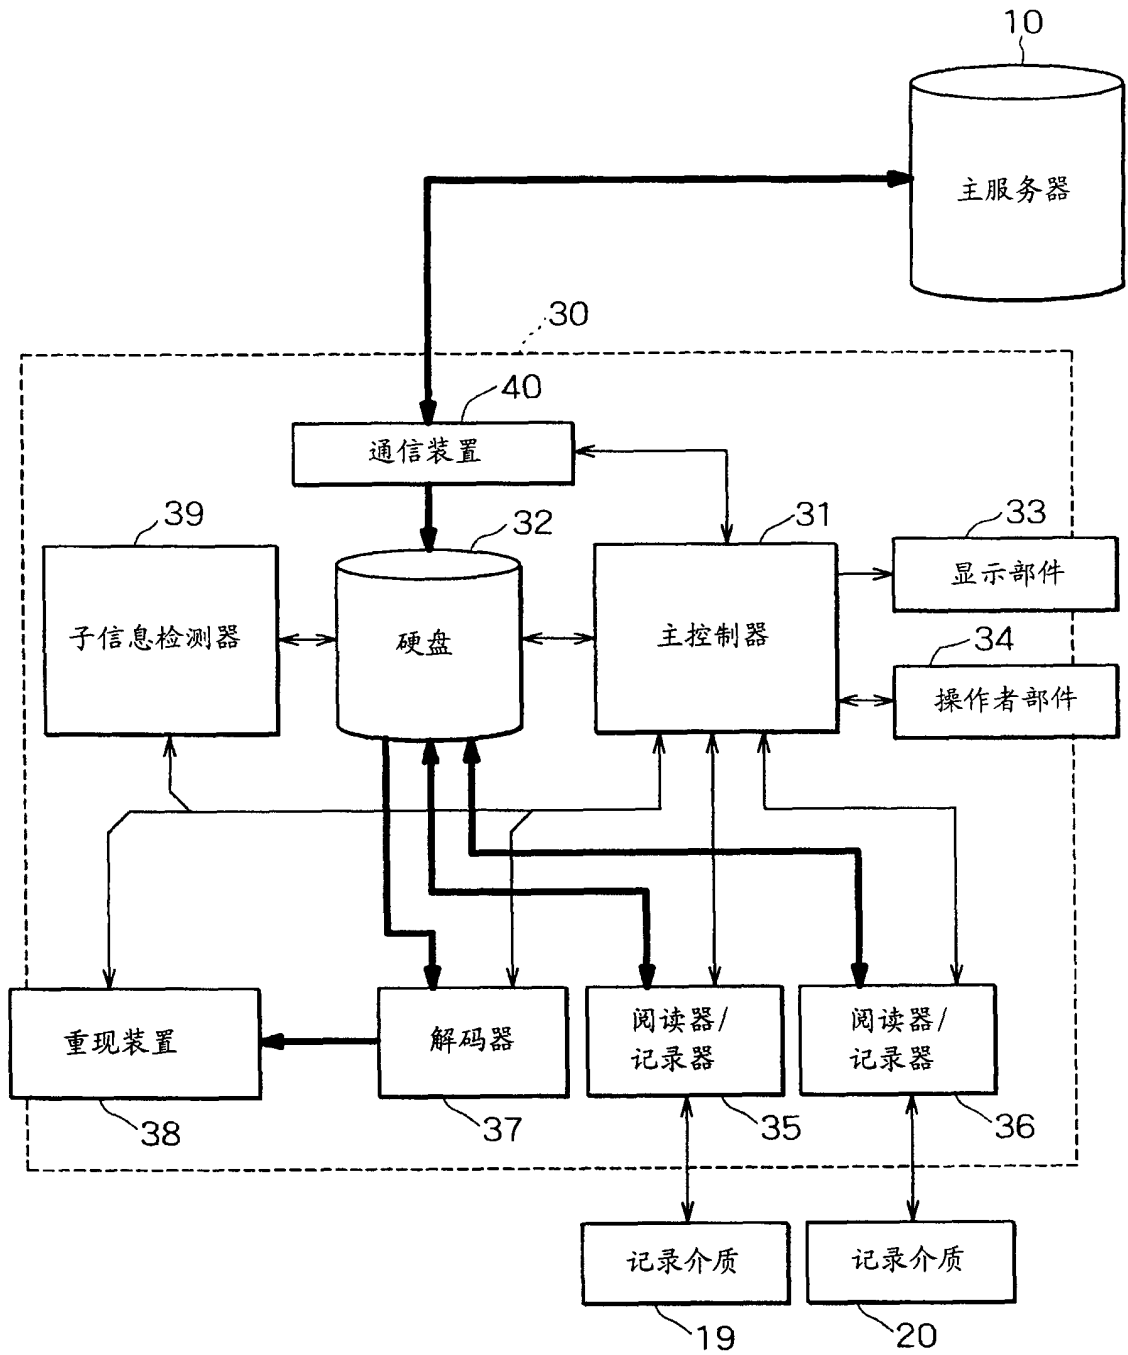 10
主服务器
30
40
通信装置
39
32
31
33
显示部件
子信息检测器
硬盘
主控制器
34
操作者部件
重现装置
解码器
阅读器/
记录器
阅读器/
记录器
38
37
35
36
记录介质
记录介质
19
20